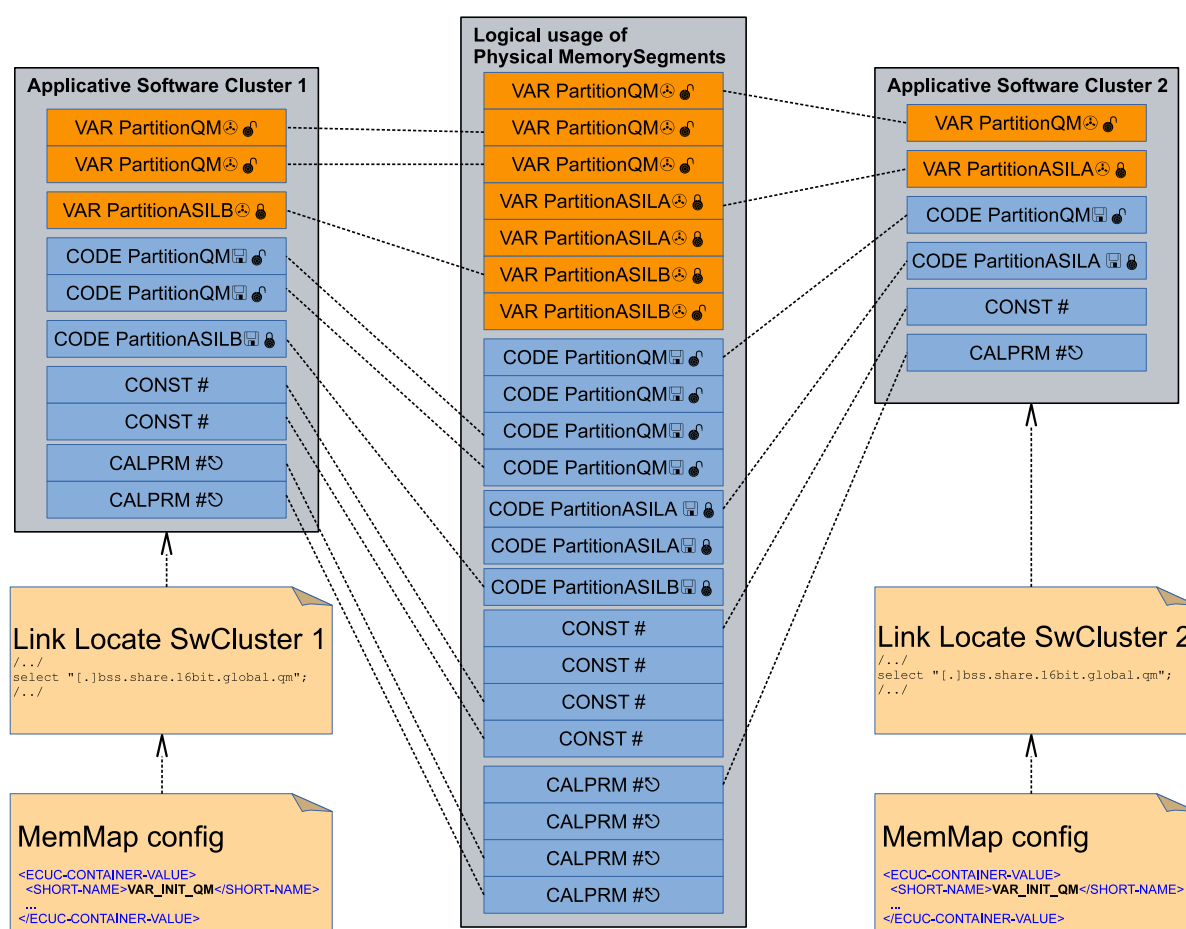 Applicative Software Cluster 1
VAR PartitionQM
VAR PartitionQM
VAR PartitionASILB
CODE PartitionQM
CODE PartitionQM
CODE PartitionASILB
CONST #
CONST #
CALPRM #
CALPRM #
Link Locate SwCluster 1
/../
select "[.]bss.share.16bit.global.qm";
/../
MemMap config
<ECUC-CONTAINER-VALUE>
<SHORT-NAME>VAR_INIT_QM</SHORT-NAME>
...
</ECUC-CONTAINER-VALUE>
Logical usage of
Physical MemorySegments
VAR PartitionQM
VAR PartitionQM
VAR PartitionQM
VAR PartitionASILA
VAR PartitionASILA
VAR PartitionASILB
VAR PartitionASILB
CODE PartitionQM
CODE PartitionQM
CODE PartitionQM
CODE PartitionQM
CODE PartitionASILA
CODE PartitionASILA
CODE PartitionASILB
CONST #
CONST #
CONST #
CONST #
CALPRM #
CALPRM #
CALPRM #
CALPRM #
Applicative Software Cluster 2
VAR PartitionQM
VAR PartitionASILA
CODE PartitionQM
CODE PartitionASILA
CONST #
CALPRM #
Link Locate SwCluster 2
/../
select "[.]bss.share.16bit.global.qm";
/../
MemMap config
<ECUC-CONTAINER-VALUE>
<SHORT-NAME>VAR_INIT_QM</SHORT-NAME>
...
</ECUC-CONTAINER-VALUE>